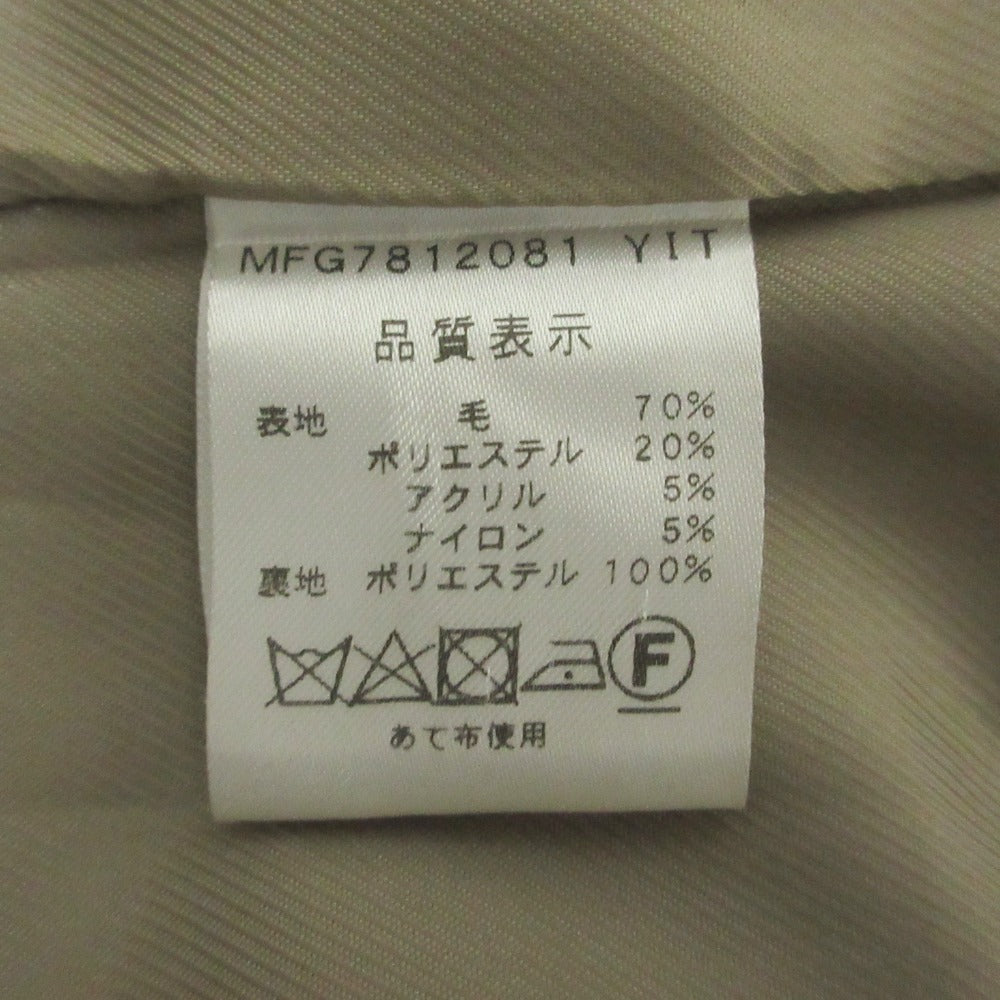 MFG7812081 YIT
品質表示
表地 毛 70%
ポリエステル 20%
アクリル 5%
ナイロン 5%
裏地 ポリエステル 100%
F
あて布使用